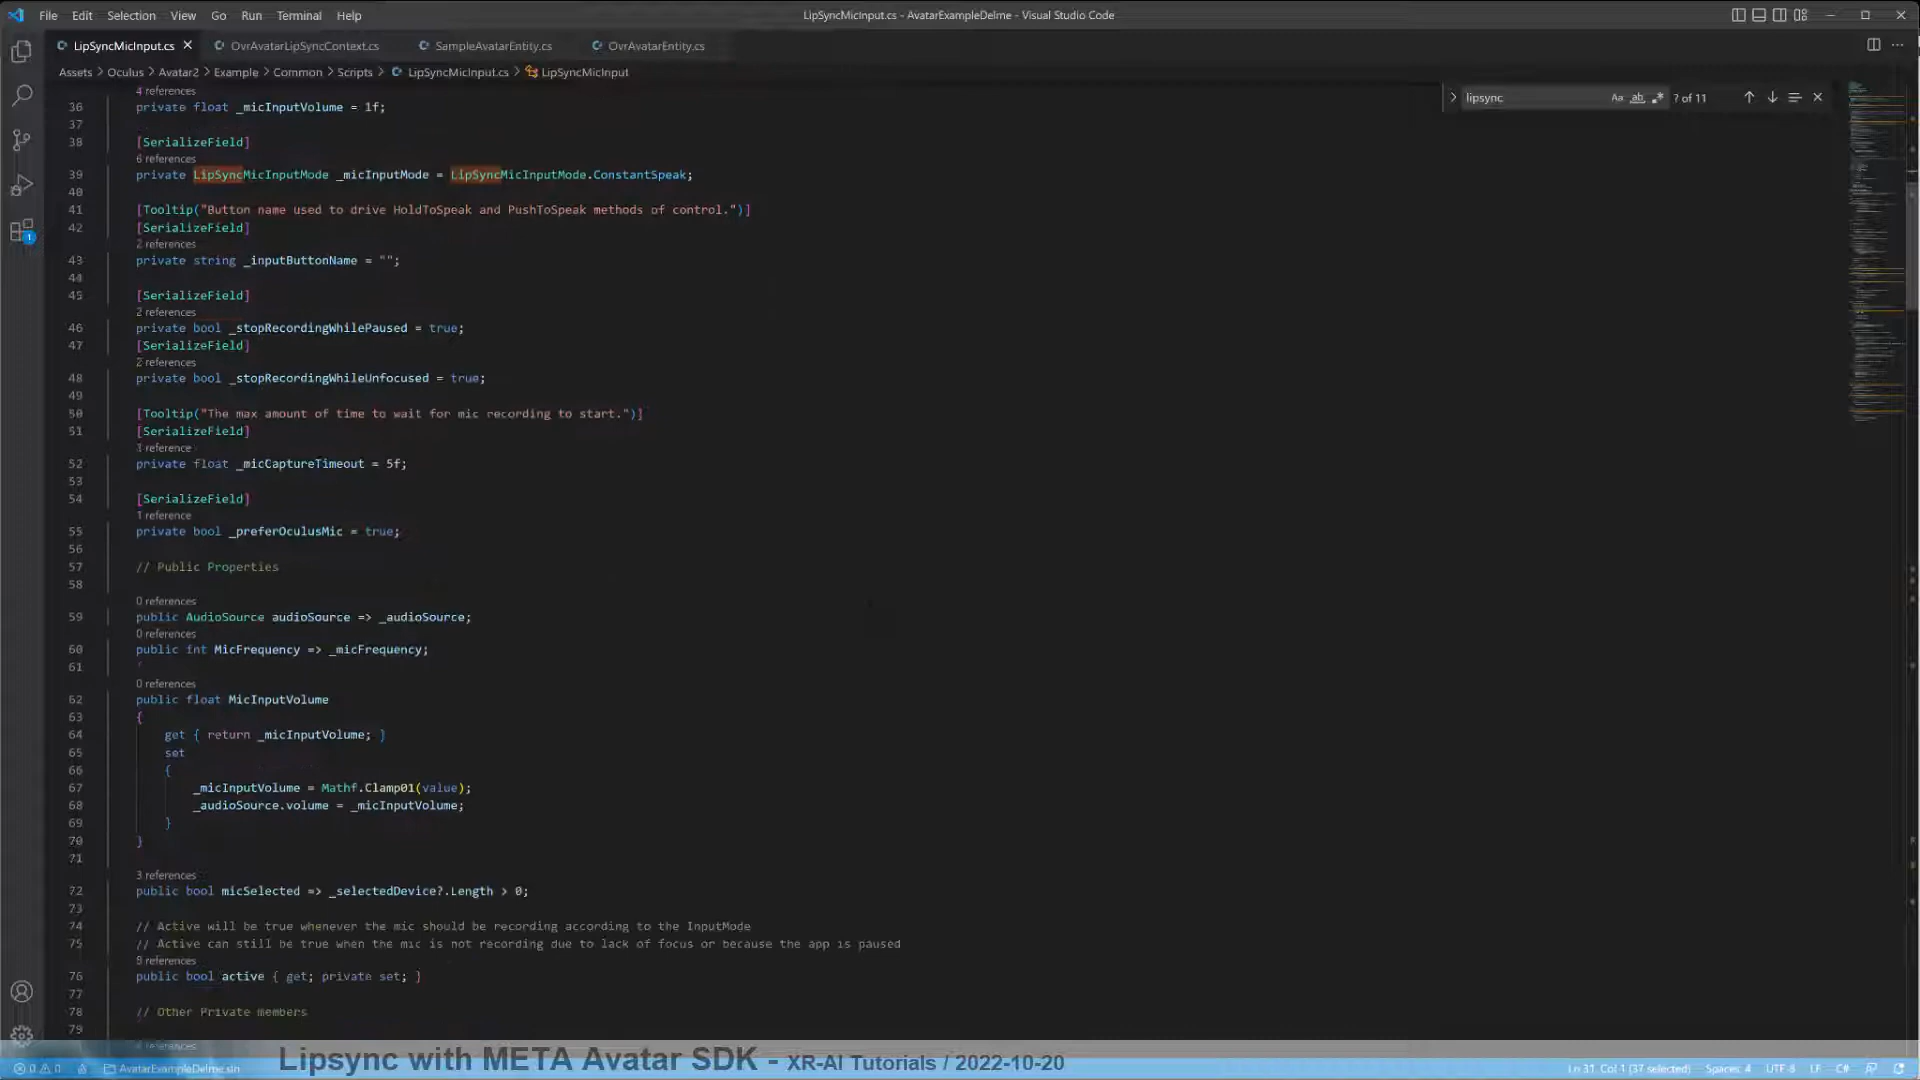 File Edit Selection View Go Run Terminal Help
LipSyncMicInput.cs - AvatarExampleDelme - Visual Studio Code
LipSyncMicInput.cs OvrAvatarLipSyncContext.cs SampleAvatarEntity.cs OvrAvatarEntity.cs
Assets > Oculus > Avatar2 > Example > Common > Scripts > LipSyncMicInput.cs > LipSyncMicInput
lipsync Aa ab ? of 11
4 references
36 private float _micInputVolume = 1f;
37
38 [SerializeField]
6 references
39 private LipSyncMicInputMode _micInputMode = LipSyncMicInputMode.ConstantSpeak;
40
41 [Tooltip("Button name used to drive HoldToSpeak and PushToSpeak methods of control.")]
42 [SerializeField]
2 references
43 private string _inputButtonName = "";
44
45 [SerializeField]
2 references
46 private bool _stopRecordingWhilePaused = true;
47 [SerializeField]
2 references
48 private bool _stopRecordingWhileUnfocused = true;
49
50 [Tooltip("The max amount of time to wait for mic recording to start.")]
51 [SerializeField]
1 reference
52 private float _micCaptureTimeout = 5f;
53
54 [SerializeField]
1 reference
55 private bool _preferOculusMic = true;
56
57 // Public Properties
58
0 references
59 public AudioSource audioSource => _audioSource;
0 references
60 public int MicFrequency => _micFrequency;
61
0 references
62 public float MicInputVolume
63 {
64 get { return _micInputVolume; }
65 set
66 {
67 _micInputVolume = Mathf.Clamp01(value);
68 _audioSource.volume = _micInputVolume;
69 }
70 }
71
3 references
72 public bool micSelected => _selectedDevice?.Length > 0;
73
74 // Active will be true whenever the mic should be recording according to the InputMode
75 // Active can still be true when the mic is not recording due to lack of focus or because the app is paused
8 references
76 public bool active { get; private set; }
77
78 // Other Private members
79
Lipsync with META Avatar SDK - XR-AI Tutorials / 2022-10-20
0 0 AvatarExampleDelme.sln Ln 31, Col 1 (37 selected) Spaces: 4 UTF-8 LF C#